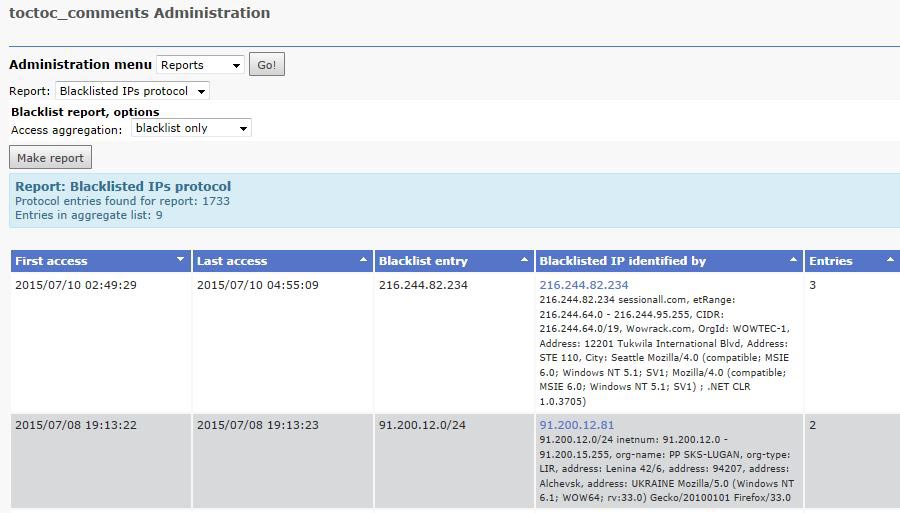 toctoc_comments Administration
Administration menu Reports Go!
Report: Blacklisted IPs protocol
Blacklist report, options
Access aggregation: blacklist only
Make report
Report: Blacklisted IPs protocol
Protocol entries found for report: 1733
Entries in aggregate list: 9
First access Last access Blacklist entry Blacklisted IP identified by Entries
2015/07/10 02:49:29 2015/07/10 04:55:09 216.244.82.234 216.244.82.234 3
216.244.82.234 sessionall.com, etRange:
216.244.64.0 - 216.244.95.255, CIDR:
216.244.64.0/19, Wowrack.com, OrgId: WOWTEC-1,
Address: 12201 Tukwila International Blvd, Address:
STE 110, City: Seattle Mozilla/4.0 (compatible; MSIE
6.0; Windows NT 5.1; SV1; Mozilla/4.0 (compatible;
MSIE 6.0; Windows NT 5.1; SV1) ; .NET CLR
1.0.3705)
2015/07/08 19:13:22 2015/07/08 19:13:23 91.200.12.0/24 91.200.12.81 2
91.200.12.0/24 inetnum: 91.200.12.0 -
91.200.15.255, org-name: PP SKS-LUGAN, org-type:
LIR, address: Lenina 42/6, address: 94207, address:
Alchevsk, address: UKRAINE Mozilla/5.0 (Windows NT
6.1; WOW64; rv:33.0) Gecko/20100101 Firefox/33.0